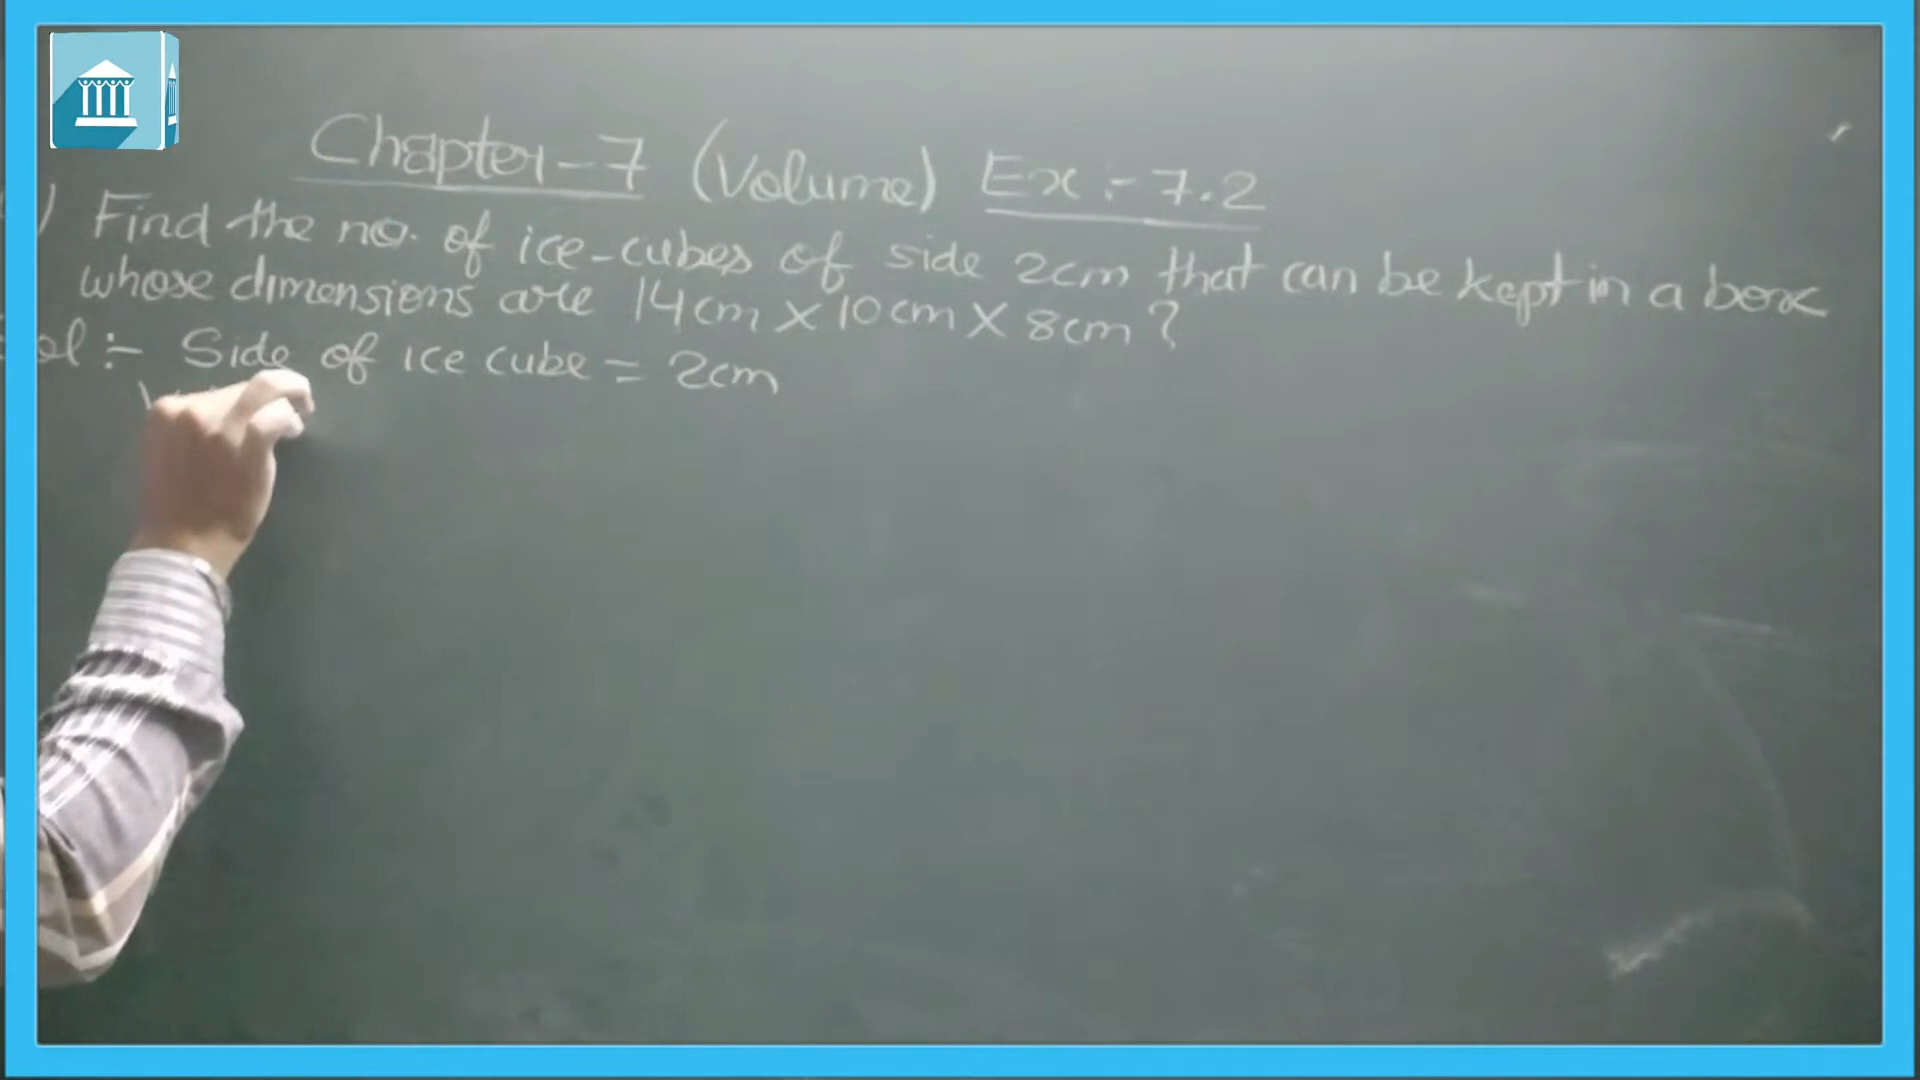 Chapter-7 (Volume) Ex:- 7.2
) Find the no. of ice-cubes of side 2cm that can be kept in a box
whose dimensions are 14cm X 10cm X 8cm ?
ol :- Side of ice cube = 2cm